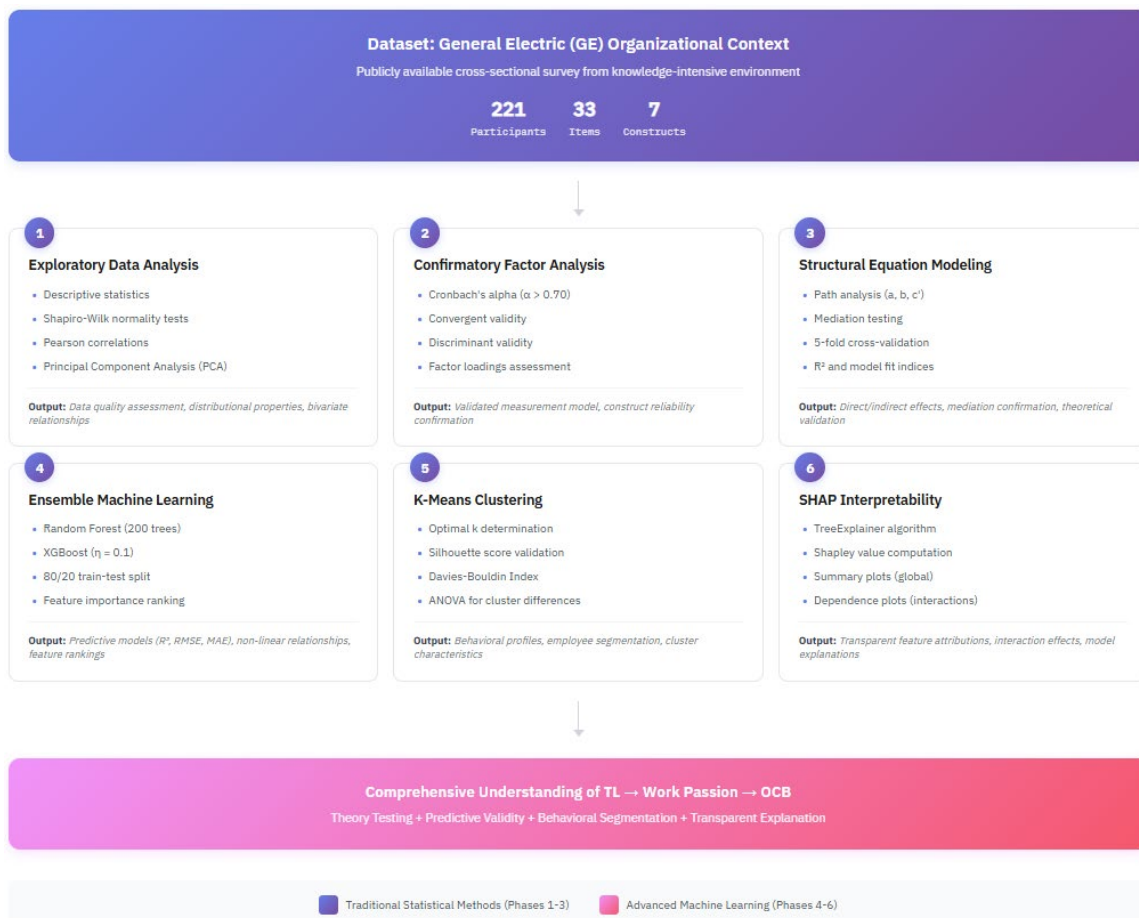 Dataset: General Electric (GE) Organizational Context
Publicly available cross-sectional survey from knowledge-intensive environment
221 33 7
Participants Items Constructs
1
Exploratory Data Analysis
Descriptive statistics
Shapiro-Wilk normality tests
Pearson correlations
Principal Component Analysis (PCA)
Output: Data quality assessment, distributional properties, bivariate
relationships
2
Confirmatory Factor Analysis
Cronbach's alpha (α > 0.70)
Convergent validity
Discriminant validity
Factor loadings assessment
Output: Validated measurement model, construct reliability
confirmation
3
Structural Equation Modeling
Path analysis (a, b, c')
Mediation testing
5-fold cross-validation
R² and model fit indices
Output: Direct/indirect effects, mediation confirmation, theoretical
validation
4
Ensemble Machine Learning
Random Forest (200 trees)
XGBoost (η = 0.1)
80/20 train-test split
Feature importance ranking
Output: Predictive models (R², RMSE, MAE), non-linear relationships,
feature rankings
5
K-Means Clustering
Optimal k determination
Silhouette score validation
Davies-Bouldin Index
ANOVA for cluster differences
Output: Behavioral profiles, employee segmentation, cluster
characteristics
6
SHAP Interpretability
TreeExplainer algorithm
Shapley value computation
Summary plots (global)
Dependence plots (interactions)
Output: Transparent feature attributions, interaction effects, model
explanations
Comprehensive Understanding of TL → Work Passion → OCB
Theory Testing + Predictive Validity + Behavioral Segmentation + Transparent Explanation
Traditional Statistical Methods (Phases 1-3)
Advanced Machine Learning (Phases 4-6)